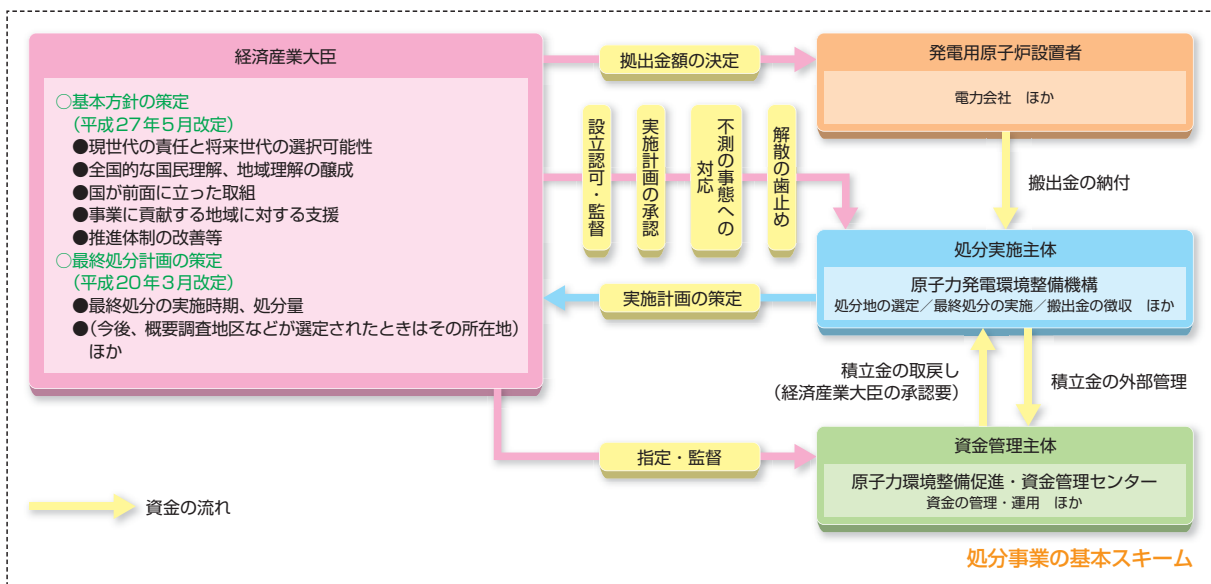 経済産業大臣
○基本方針の策定
(平成27年5月改定)
●現世代の責任と将来世代の選択可能性
●全国的な国民理解、地域理解の醸成
●国が前面に立った取組
●事業に貢献する地域に対する支援
●推進体制の改善等
○最終処分計画の策定
(平成20年3月改定)
●最終処分の実施時期、処分量
●(今後、概要調査地区などが選定されたときはその所在地)
ほか
拠出金額の決定
設立認可・監督
実施計画の承認
不測の事態への
対応
解散の歯止め
実施計画の策定
指定・監督
発電用原子炉設置者
電力会社 ほか
搬出金の納付
処分実施主体
原子力発電環境整備機構
処分地の選定/最終処分の実施/搬出金の徴収 ほか
積立金の取戻し
(経済産業大臣の承認要)
積立金の外部管理
資金管理主体
原子力環境整備促進・資金管理センター
資金の管理・運用 ほか
資金の流れ
処分事業の基本スキーム